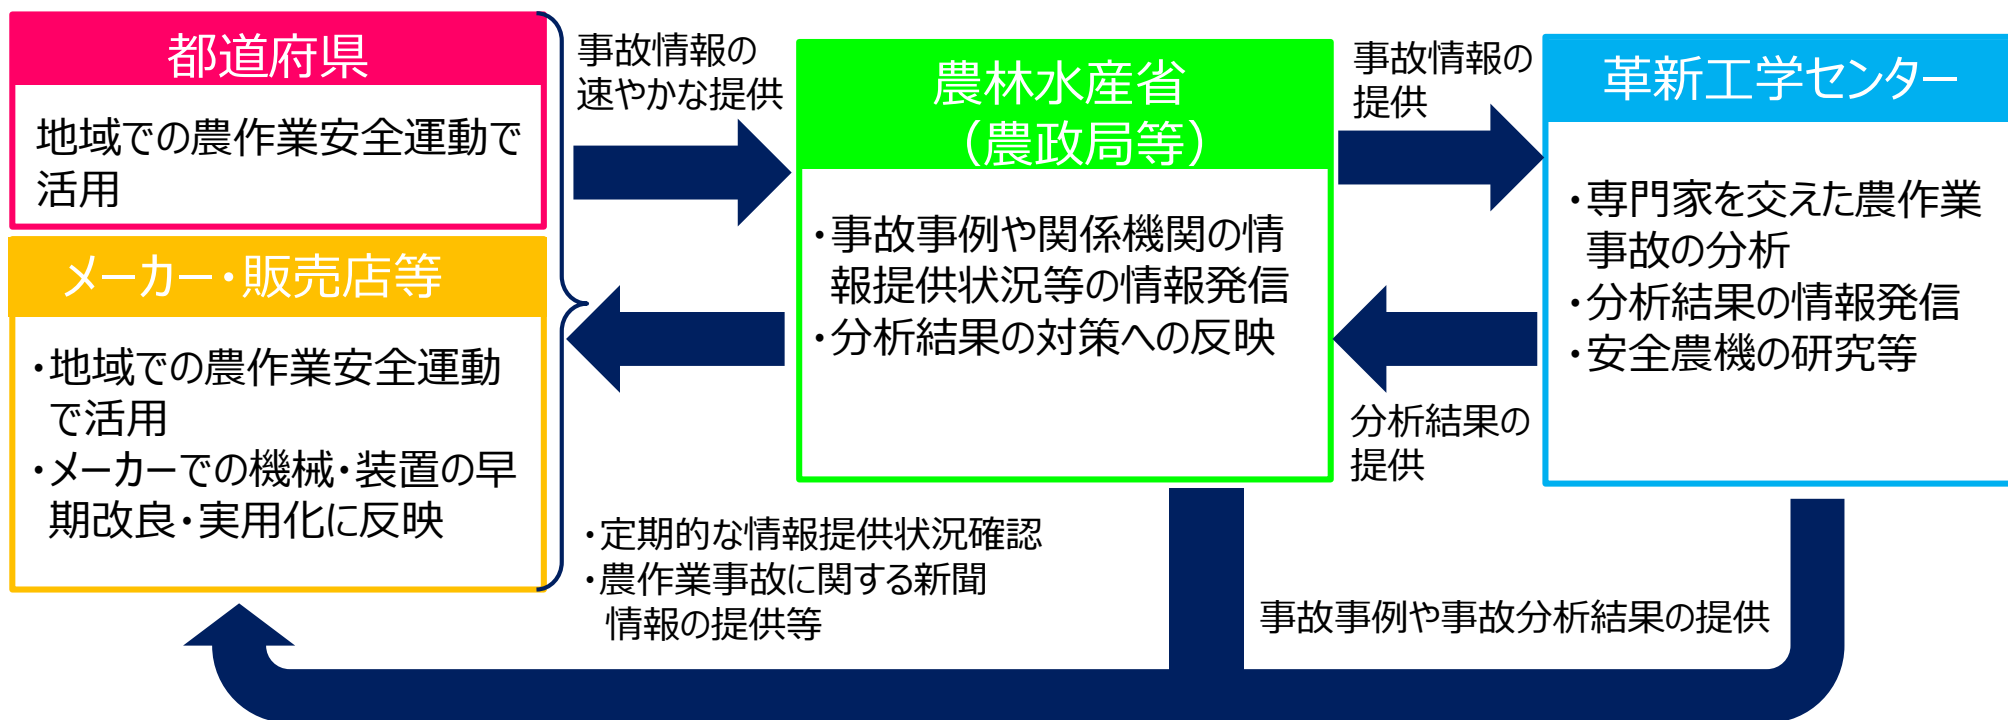 都道府県
地域での農作業安全運動で
活用
メーカー・販売店等
・地域での農作業安全運動
で活用
・メーカーでの機械・装置の早
期改良・実用化に反映
事故情報の
速やかな提供
農林水産省
（農政局等）
・事故事例や関係機関の情
報提供状況等の情報発信
・分析結果の対策への反映
・定期的な情報提供状況確認
・農作業事故に関する新聞
情報の提供等
事故情報の
提供
分析結果の
提供
革新工学センター
・専門家を交えた農作業
事故の分析
・分析結果の情報発信
・安全農機の研究等
事故事例や事故分析結果の提供